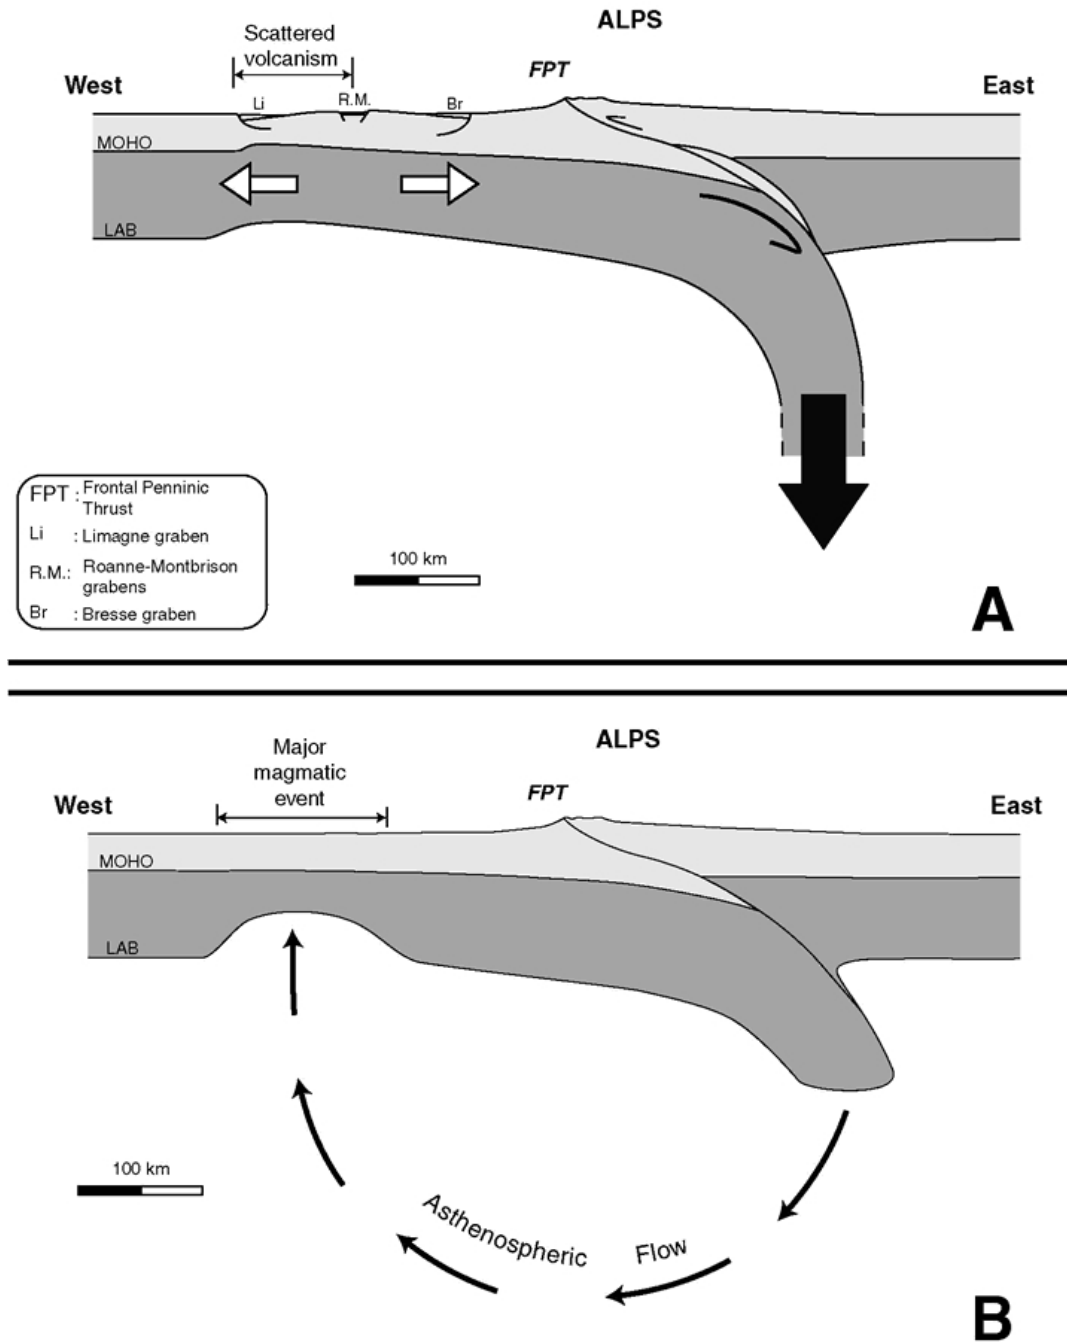 ALPS
Scattered
volcanism
FPT
West
East
Li
R.M.
Br
MOHO
LAB
FPT : Frontal Penninic
Thrust
Li : Limagne graben
R.M.: Roanne-Montbrison
grabens
Br : Bresse graben
100 km
A
ALPS
Major
magmatic
event
FPT
West
East
MOHO
LAB
100 km
Asthenospheric Flow
B